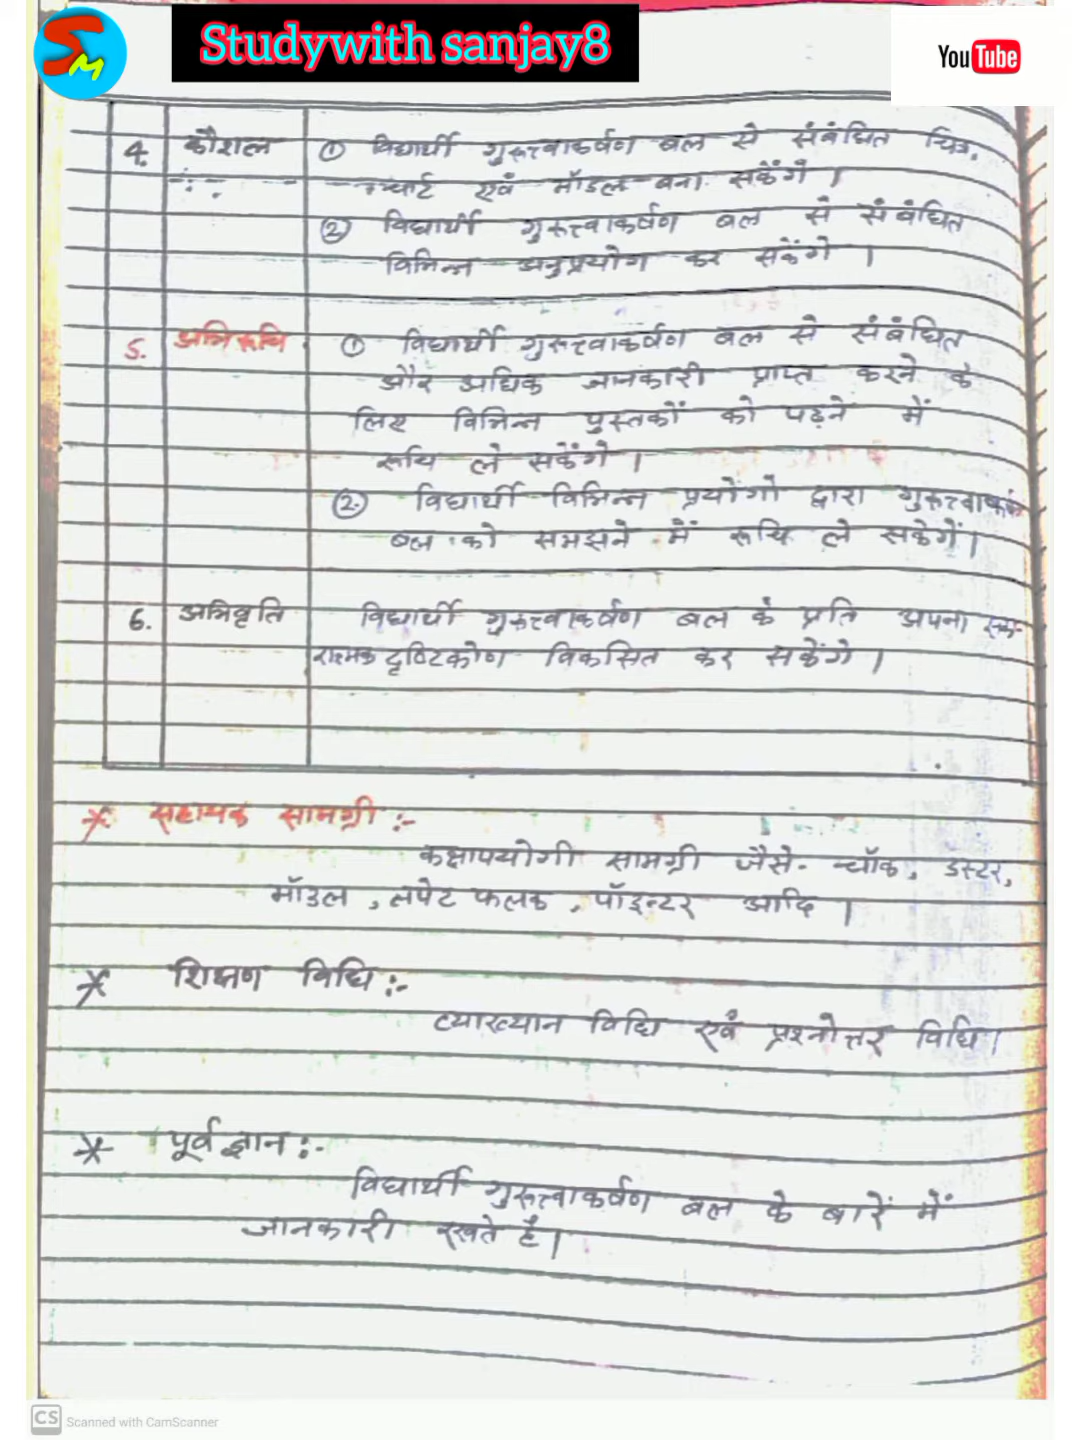 SM
Studywith sanjay8
YouTube
4. कौशल ① विद्यार्थी गुरुत्वाकर्षण बल से संबंधित चित्र,
चार्ट एवं मॉडल बना सकेंगे।
② विद्यार्थी गुरुत्वाकर्षण बल से संबंधित
विभिन्न अनुप्रयोग कर सकेंगे।
5. अभिरूचि ① विद्यार्थी गुरुत्वाकर्षण बल से संबंधित
और अधिक जानकारी प्राप्त करने के
लिए विभिन्न पुस्तकों को पढ़ने में
रूचि ले सकेंगे।
②. विद्यार्थी विभिन्न प्रयोगो द्वारा गुरुत्वाकर्षण
बल को समझने में रूचि ले सकेगें।
6. अभिवृति विद्यार्थी गुरुत्वाकर्षण बल के प्रति अपना सका-
रात्मक दृष्टिकोण विकसित कर सकेंगे।
* सहायक सामग्री :-
कक्षापयोगी सामग्री जैसे- चॉक, डस्टर,
मॉडल, लपेट फलक, पॉइन्टर आदि।
* शिक्षण विधि :-
व्याख्यान विधि एवं प्रश्नोत्तर विधि।
* पूर्व ज्ञान :-
विद्यार्थी गुरुत्वाकर्षण बल के बारें में
जानकारी रखते है।
CS Scanned with CamScanner